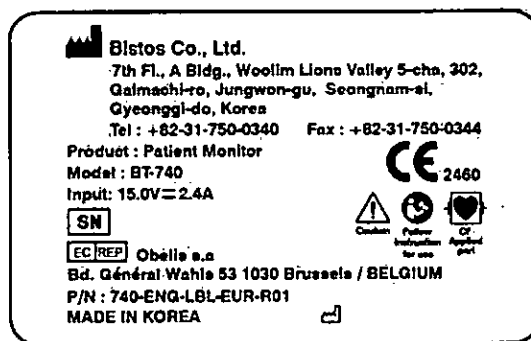 Bistos Co., Ltd.
7th Fl., A Bldg., Woolim Lions Valley 5-cha, 302,
Galmachi-ro, Jungwon-gu, Seongnam-si,
Gyeonggi-do, Korea
Tel : +82-31-750-0340 Fax : +82-31-750-0344
Product : Patient Monitor
Model : BT-740
Input: 15.0V⎓2.4A
CE 2460
SN
Caution
Follow instruction for use
CF Applied part
EC REP Obelis s.a
Bd. Général Wahis 53 1030 Brussels / BELGIUM
P/N : 740-ENG-LBL-EUR-R01
MADE IN KOREA